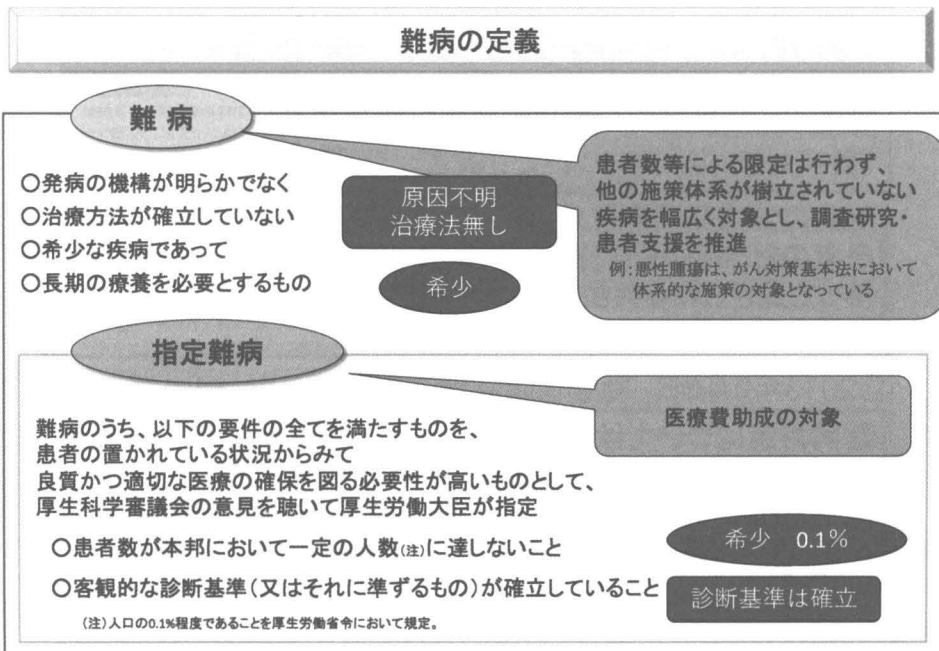 難病の定義
難病
○発病の機構が明らかでなく
○治療方法が確立していない
○希少な疾病であって
○長期の療養を必要とするもの
原因不明
治療法無し
希少
患者数等による限定は行わず、
他の施策体系が樹立されていない
疾病を幅広く対象とし、調査研究・
患者支援を推進
例:悪性腫瘍は、がん対策基本法において
体系的な施策の対象となっている
指定難病
医療費助成の対象
難病のうち、以下の要件の全てを満たすものを、
患者の置かれている状況からみて
良質かつ適切な医療の確保を図る必要性が高いものとして、
厚生科学審議会の意見を聴いて厚生労働大臣が指定
○患者数が本邦において一定の人数(注)に達しないこと
希少 0.1%
○客観的な診断基準(又はそれに準ずるもの)が確立していること
診断基準は確立
(注)人口の0.1%程度であることを厚生労働省令において規定。